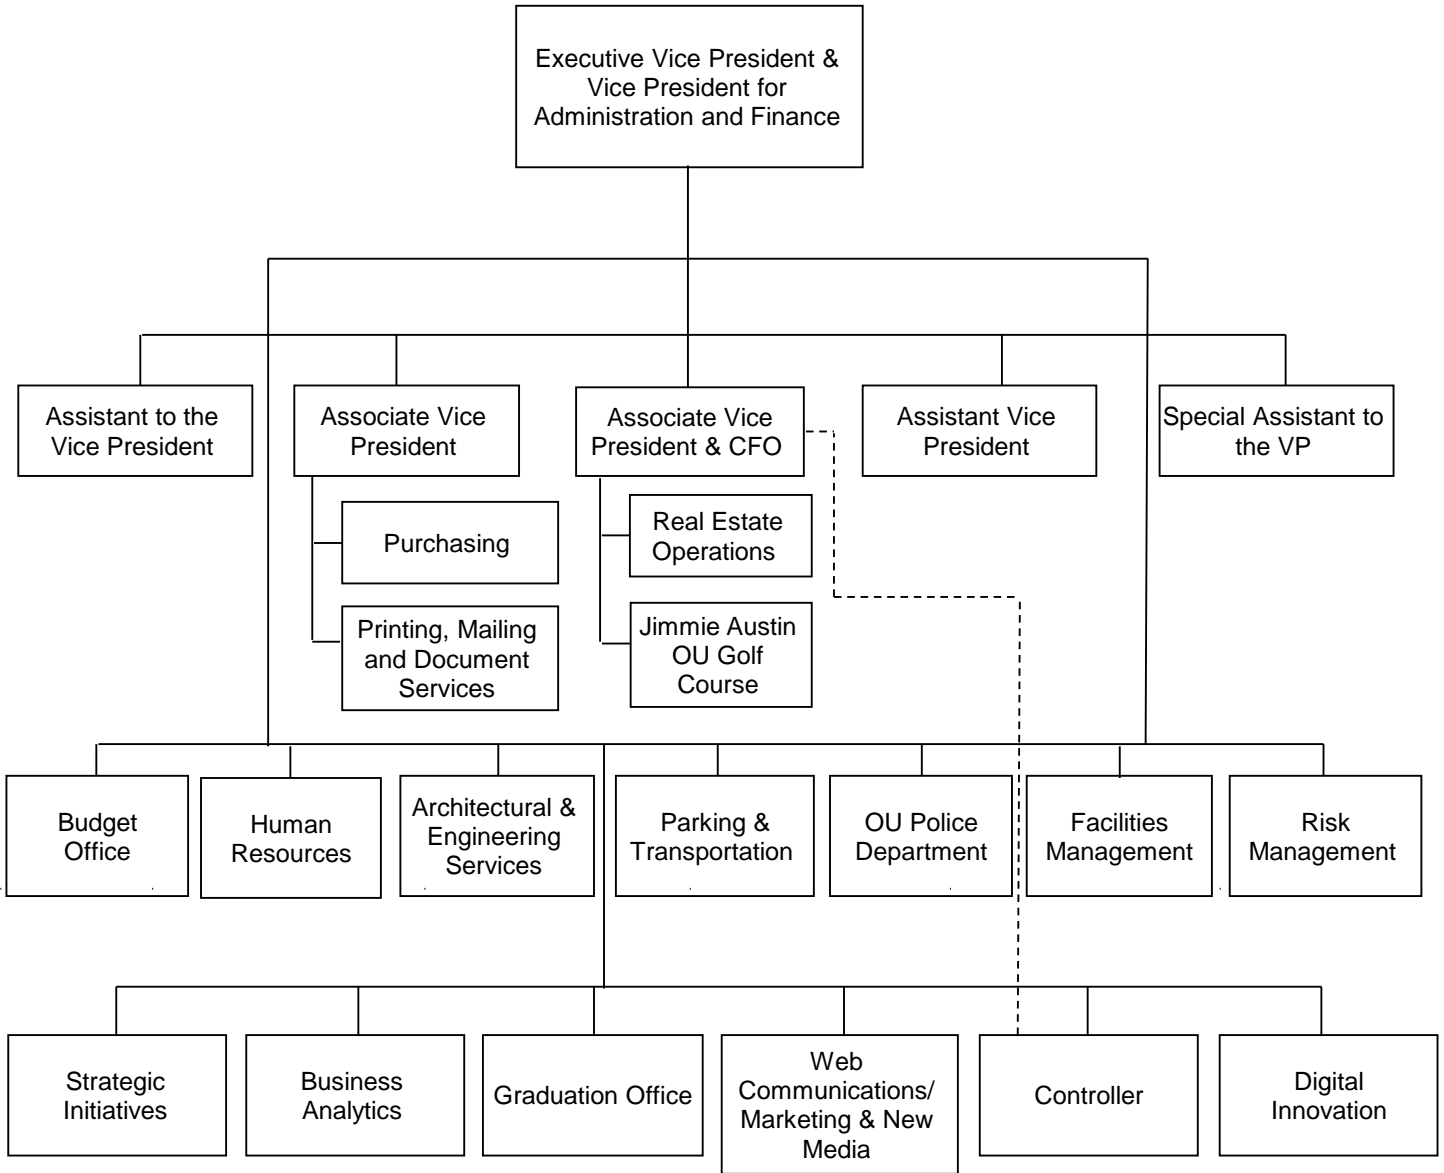 Executive Vice President &
Vice President for
Administration and Finance
Assistant to the
Vice President
Associate Vice
President
Associate Vice
President & CFO
Assistant Vice
President
Special Assistant to
the VP
Purchasing
Printing, Mailing
and Document
Services
Real Estate
Operations
Jimmie Austin
OU Golf
Course
Budget
Office
Human
Resources
Architectural &
Engineering
Services
Parking &
Transportation
OU Police
Department
Facilities
Management
Risk
Management
Strategic
Initiatives
Business
Analytics
Graduation Office
Web
Communications/
Marketing & New
Media
Controller
Digital
Innovation